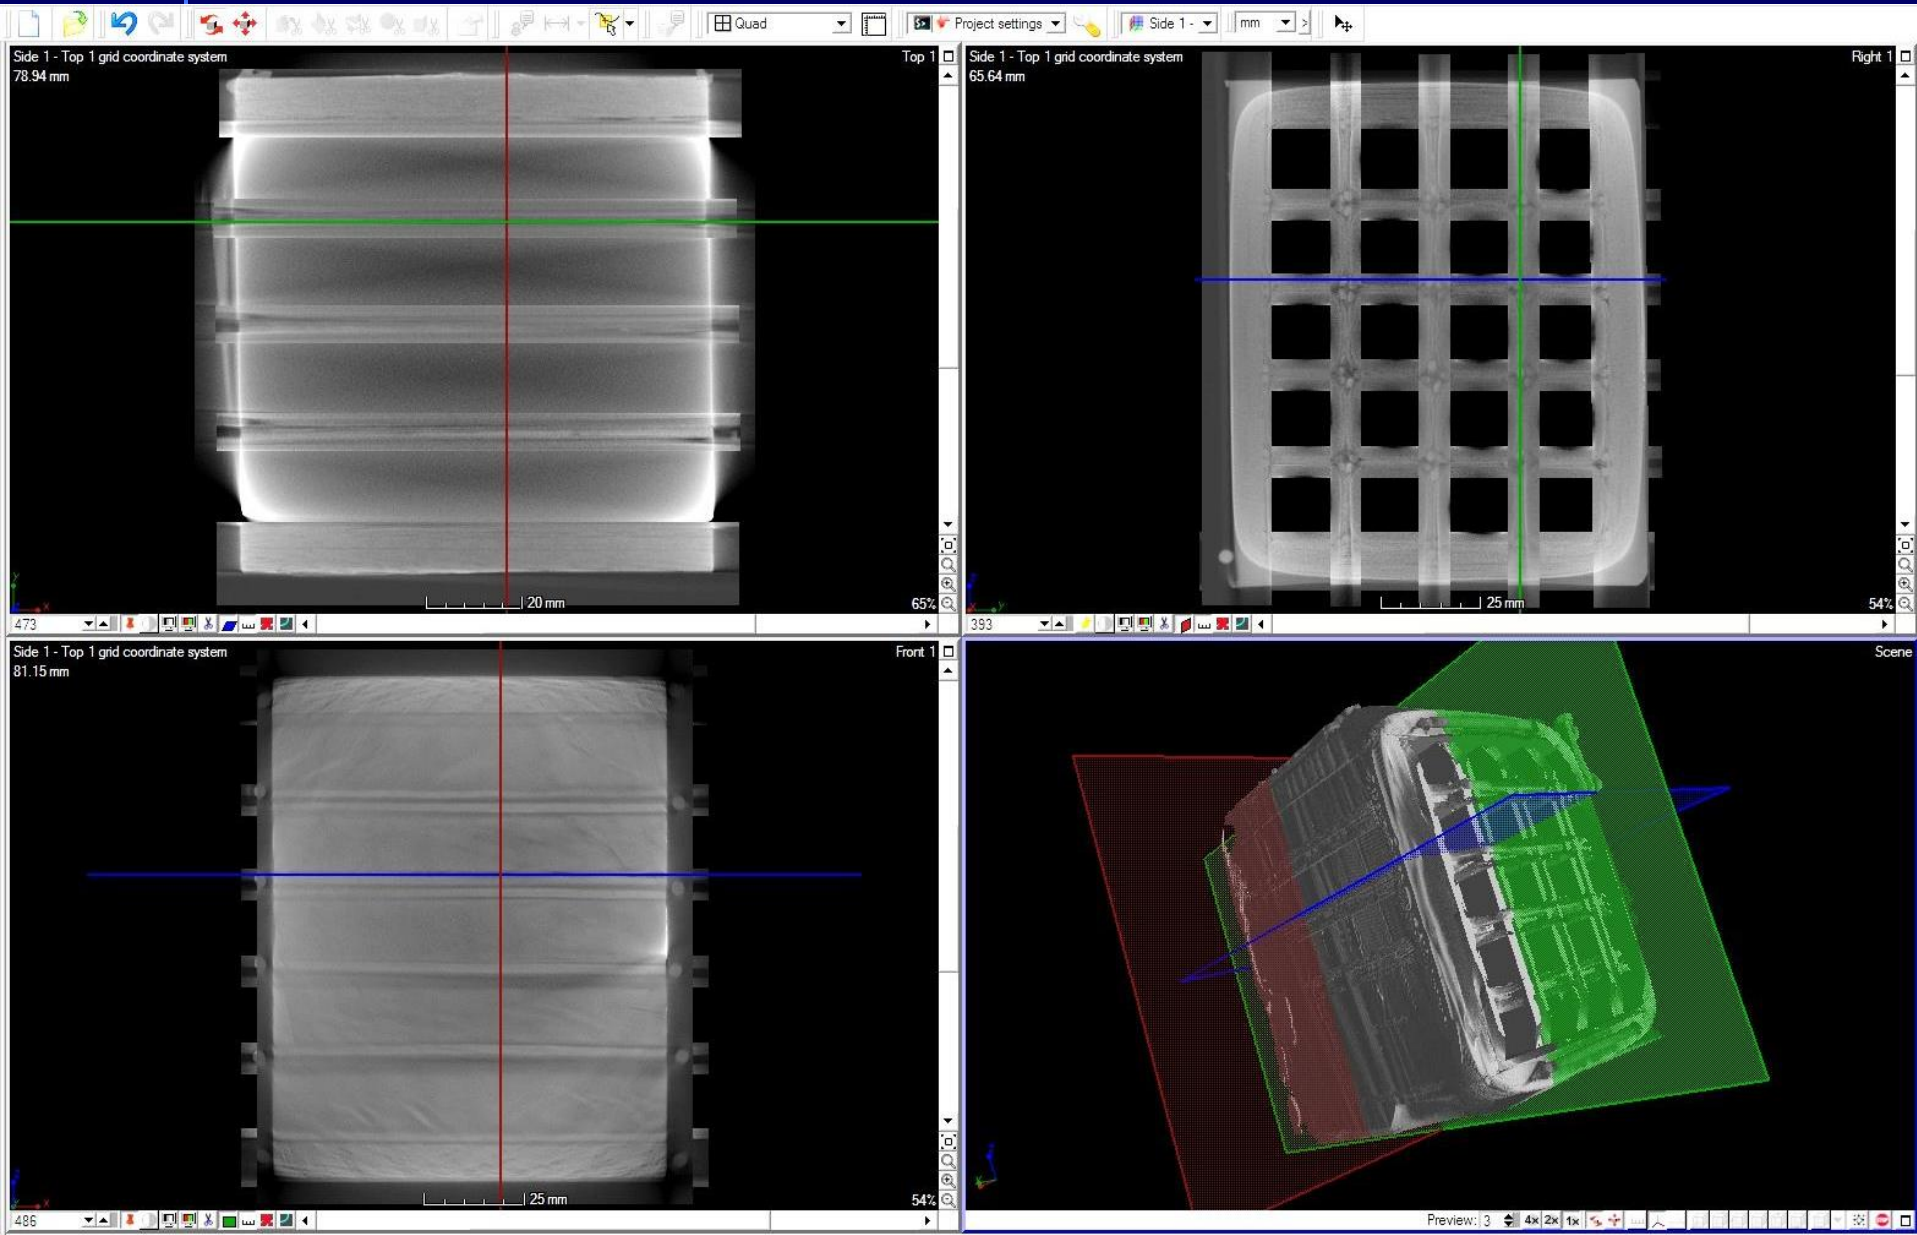 Quad
Project settings
Side 1 -
mm
>
Side 1 - Top 1 grid coordinate system
Top 1
78.94 mm
20 mm
65%
473
Side 1 - Top 1 grid coordinate system
Right 1
65.64 mm
25 mm
54%
393
Side 1 - Top 1 grid coordinate system
Front 1
81.15 mm
25 mm
54%
486
Scene
Preview: 3
4x 2x 1x